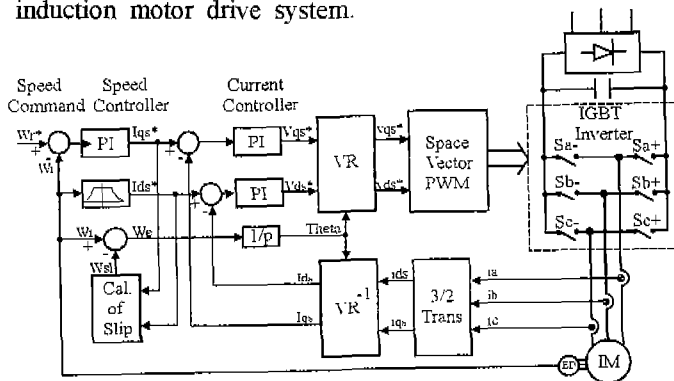 induction motor drive system.
Speed Command
Speed Controller
Current Controller
IGBT Inverter
Wr*
+
-
Wr
PI
Iqs*
+
-
PI
Vqs*
VR
vqs*
Space Vector PWM
Sa-
Sa+
Ids*
+
-
PI
Vds*
vds*
Sb-
Sb+
Wr
+
-
We
1/p
Theta
Sc-
Sc+
Wsl
Cal. of Slip
Ids
VR⁻¹
ids
3/2 Trans
ia
ib
Iqs
iqs
ic
IM